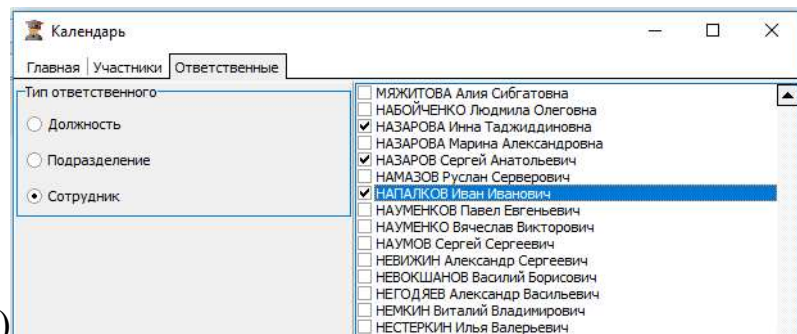 Календарь
Главная Участники Ответственные
Тип ответственного
Должность
Подразделение
Сотрудник
МЯЖИТОВА Алия Сибгатовна
НАБОЙЧЕНКО Людмила Олеговна
НАЗАРОВА Инна Таджиддиновна
НАЗАРОВА Марина Александровна
НАЗАРОВ Сергей Анатольевич
НАМАЗОВ Руслан Серверович
НАПАЛКОВ Иван Иванович
НАУМЕНКОВ Павел Евгеньевич
НАУМЕНКО Вячеслав Викторович
НАУМОВ Сергей Сергеевич
НЕВИЖИН Александр Сергеевич
НЕВОКШАНОВ Василий Борисович
НЕГОДЯЕВ Александр Васильевич
НЕМКИН Виталий Владимирович
НЕСТЕРКИН Илья Валерьевич
)